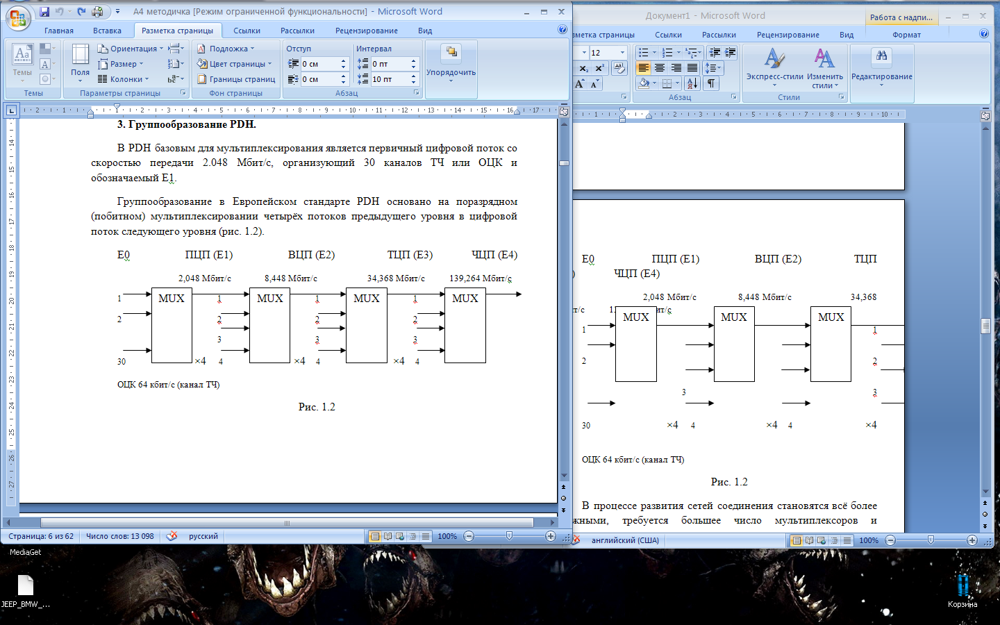 А4 методичка [Режим ограниченной функциональности] - Microsoft Word
Главная Вставка Разметка страницы Ссылки Рассылки Рецензирование Вид
Темы
Поля
Ориентация
Размер
Колонки
Подложка
Цвет страницы
Границы страниц
Отступ
0 см
0 см
Интервал
0 пт
10 пт
Упорядочить
Темы Параметры страницы Фон страницы Абзац
3. Группообразование PDH.
В PDH базовым для мультиплексирования является первичный цифровой поток со
скоростью передачи 2.048 Мбит/с, организующий 30 каналов ТЧ или ОЦК и
обозначаемый Е1.
Группообразование в Европейском стандарте PDH основано на поразрядном
(побитном) мультиплексировании четырёх потоков предыдущего уровня в цифровой
поток следующего уровня (рис. 1.2).
Е0 ПЦП (Е1) ВЦП (Е2) ТЦП (Е3) ЧЦП (Е4)
2,048 Мбит/с 8,448 Мбит/с 34,368 Мбит/с 139,264 Мбит/с
1 MUX 1 MUX 1 MUX 1 MUX
2 2 2 2
3 3 3
30 ×4 4 ×4 4 ×4 4
ОЦК 64 кбит/с (канал ТЧ)
Рис. 1.2
Страница: 6 из 62 Число слов: 13 098 русский 100%
Документ1 - Microsoft Word
Работа с надпи...
зметка страницы Ссылки Рассылки Рецензирование Вид Формат
12
Экспресс-стили
Изменить стили
Редактирование
Абзац Стили
Е0 ПЦП (Е1) ВЦП (Е2) ТЦП
) ЧЦП (Е4)
2,048 Мбит/с 8,448 Мбит/с 34,368
MUX MUX MUX
1 1
2 2
3 3
30 ×4 4 ×4 4 ×4
ОЦК 64 кбит/с (канал ТЧ)
Рис. 1.2
В процессе развития сетей соединения становятся всё более
жными, требуется большее число мультиплексоров и
английский (США) 100%
MediaGet
JEEP_BMW_...
Корзина